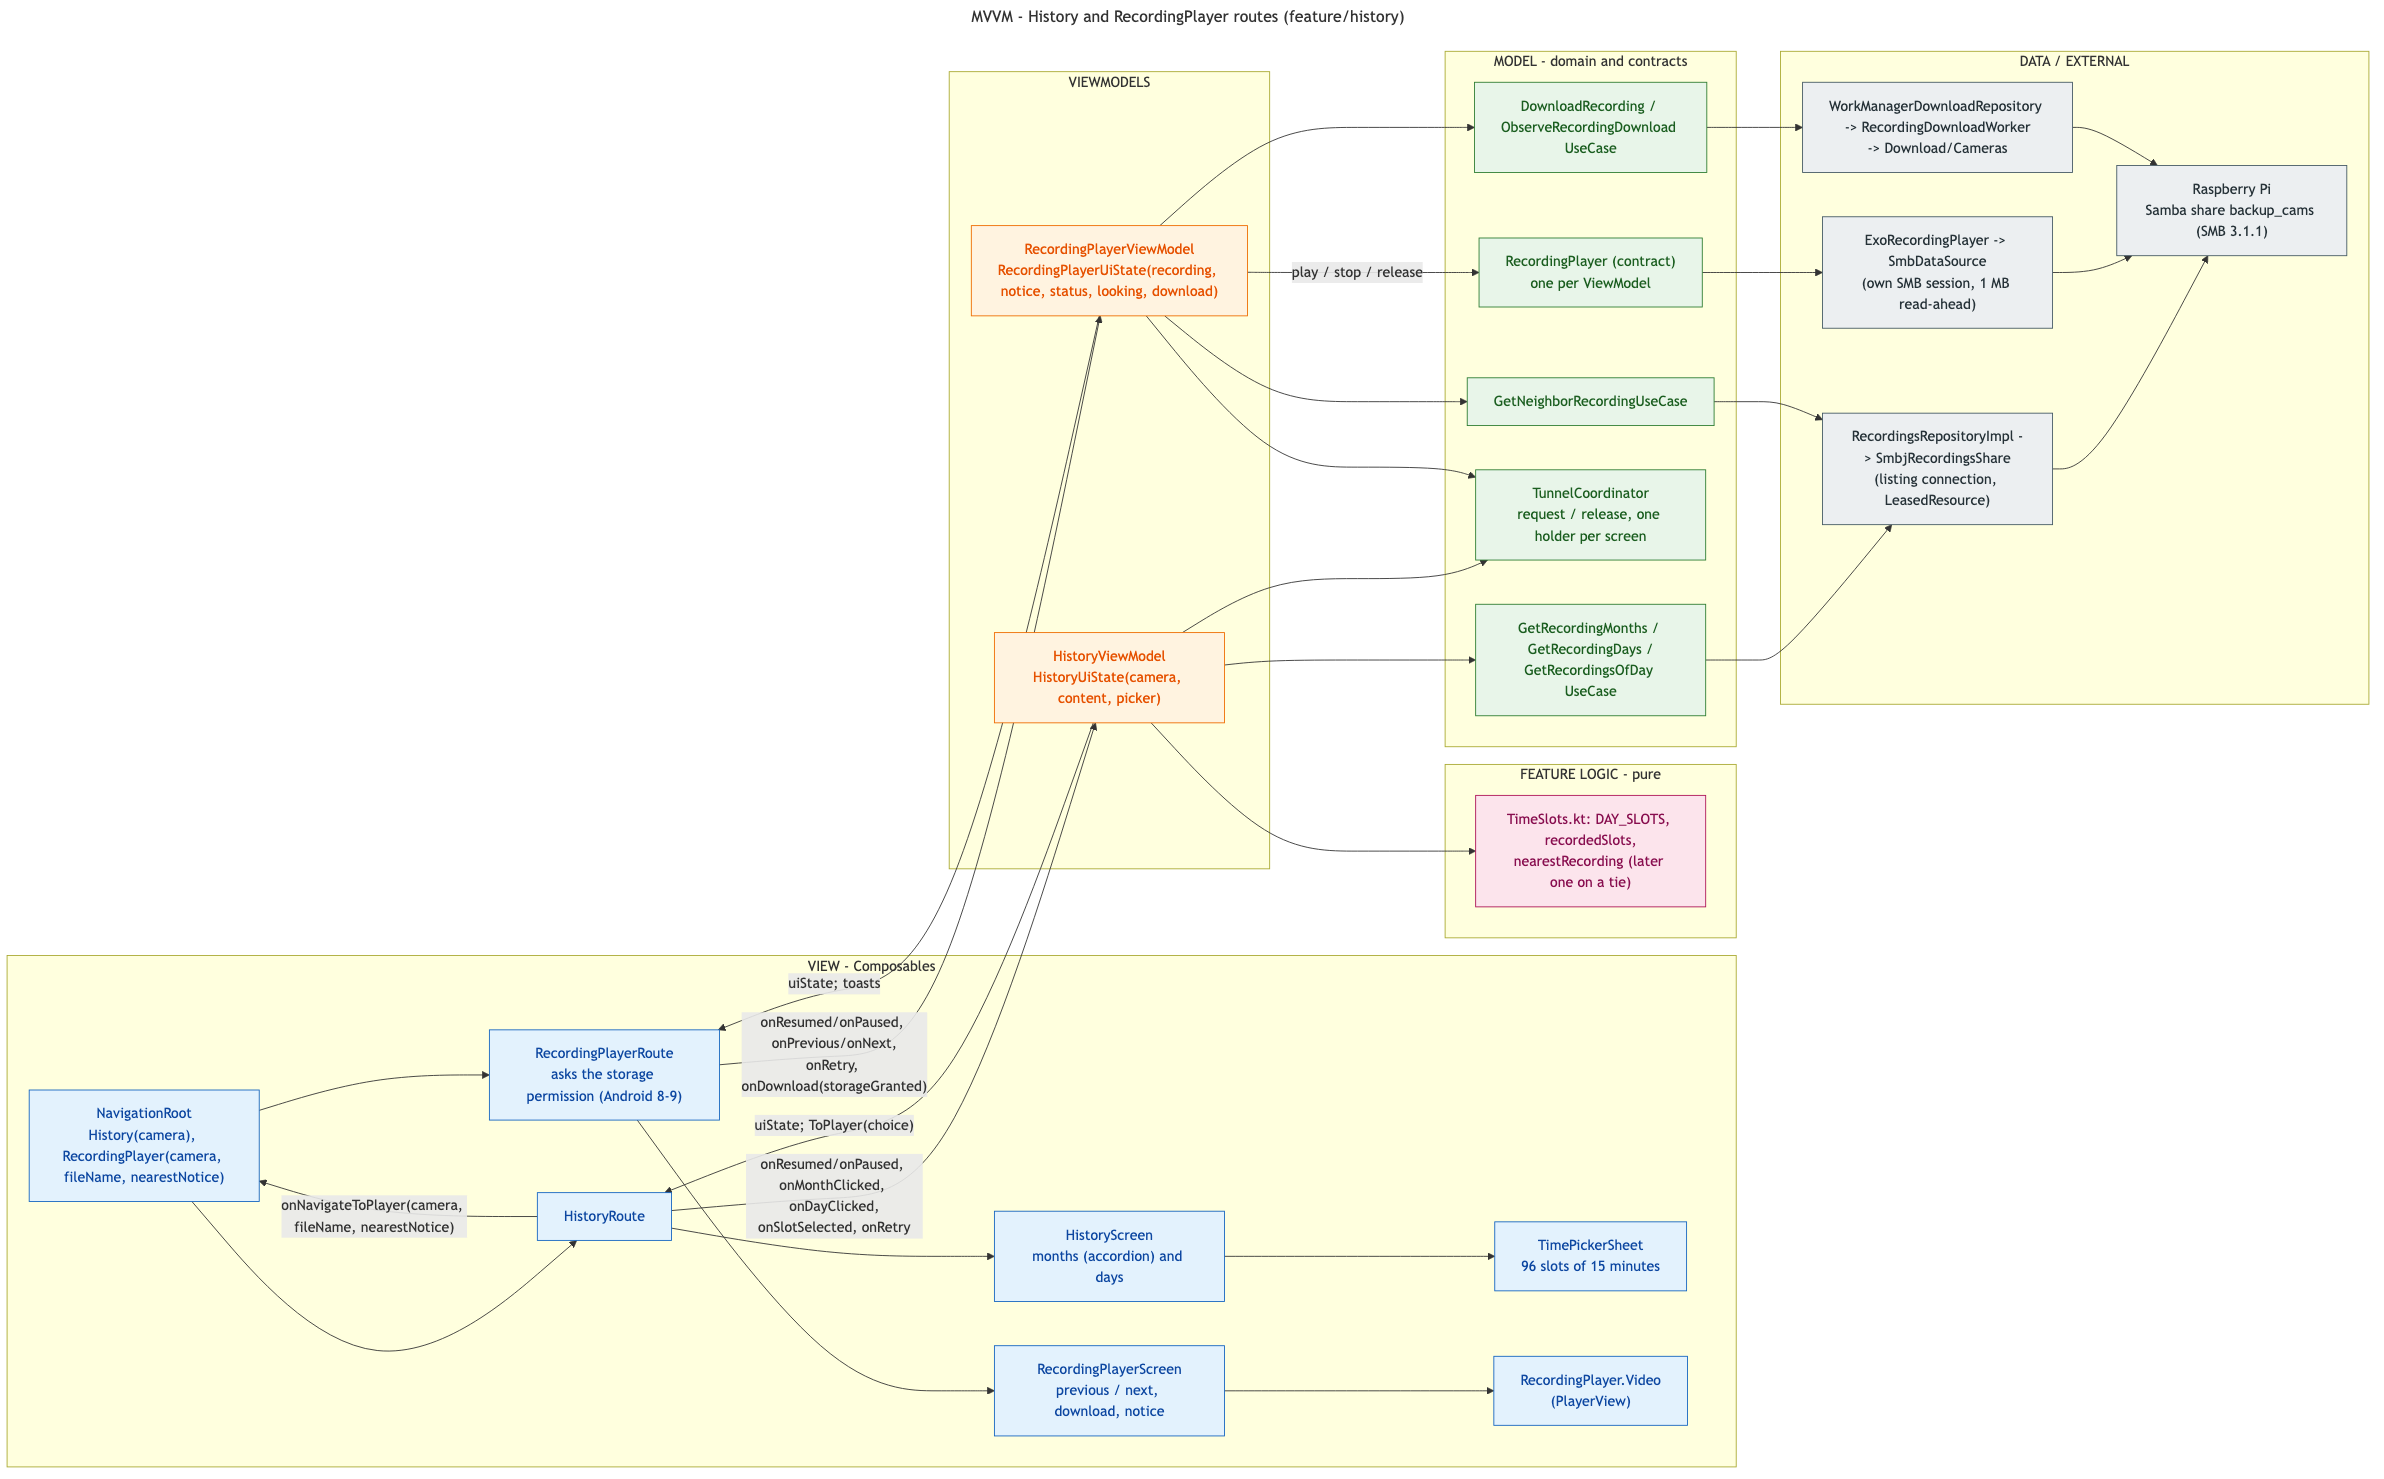 MVVM - History and RecordingPlayer routes (feature/history)
VIEWMODELS
RecordingPlayerViewModel
RecordingPlayerUiState(recording,
notice, status, looking, download)
HistoryViewModel
HistoryUiState(camera,
content, picker)
play / stop / release
MODEL - domain and contracts
DownloadRecording /
ObserveRecordingDownload
UseCase
RecordingPlayer (contract)
one per ViewModel
GetNeighborRecordingUseCase
TunnelCoordinator
request / release, one
holder per screen
GetRecordingMonths /
GetRecordingDays /
GetRecordingsOfDay
UseCase
DATA / EXTERNAL
WorkManagerDownloadRepository
-> RecordingDownloadWorker
-> Download/Cameras
Raspberry Pi
Samba share backup_cams
(SMB 3.1.1)
ExoRecordingPlayer ->
SmbDataSource
(own SMB session, 1 MB
read-ahead)
RecordingsRepositoryImpl -
> SmbjRecordingsShare
(listing connection,
LeasedResource)
FEATURE LOGIC - pure
TimeSlots.kt: DAY_SLOTS,
recordedSlots,
nearestRecording (later
one on a tie)
VIEW - Composables
uiState; toasts
onResumed/onPaused,
onPrevious/onNext,
onRetry,
onDownload(storageGranted)
RecordingPlayerRoute
asks the storage
permission (Android 8-9)
NavigationRoot
History(camera),
RecordingPlayer(camera,
fileName, nearestNotice)
uiState; ToPlayer(choice)
onResumed/onPaused,
onMonthClicked,
onDayClicked,
onSlotSelected, onRetry
onNavigateToPlayer(camera,
fileName, nearestNotice)
HistoryRoute
HistoryScreen
months (accordion) and
days
TimePickerSheet
96 slots of 15 minutes
RecordingPlayerScreen
previous / next,
download, notice
RecordingPlayer.Video
(PlayerView)